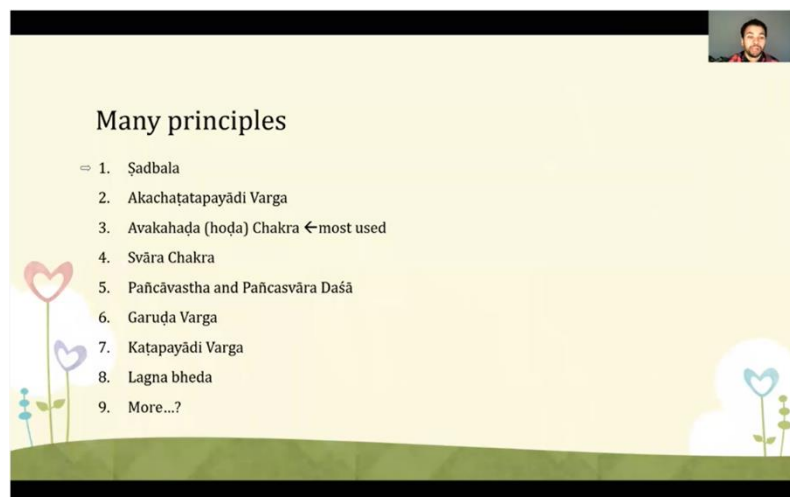 Many principles
⇨ 1. Ṣadbala
2. Akachaṭatapayādi Varga
3. Avakahaḍa (hoḍa) Chakra ←most used
4. Svāra Chakra
5. Pañcāvastha and Pañcasvāra Daśā
6. Garuḍa Varga
7. Kaṭapayādi Varga
8. Lagna bheda
9. More...?